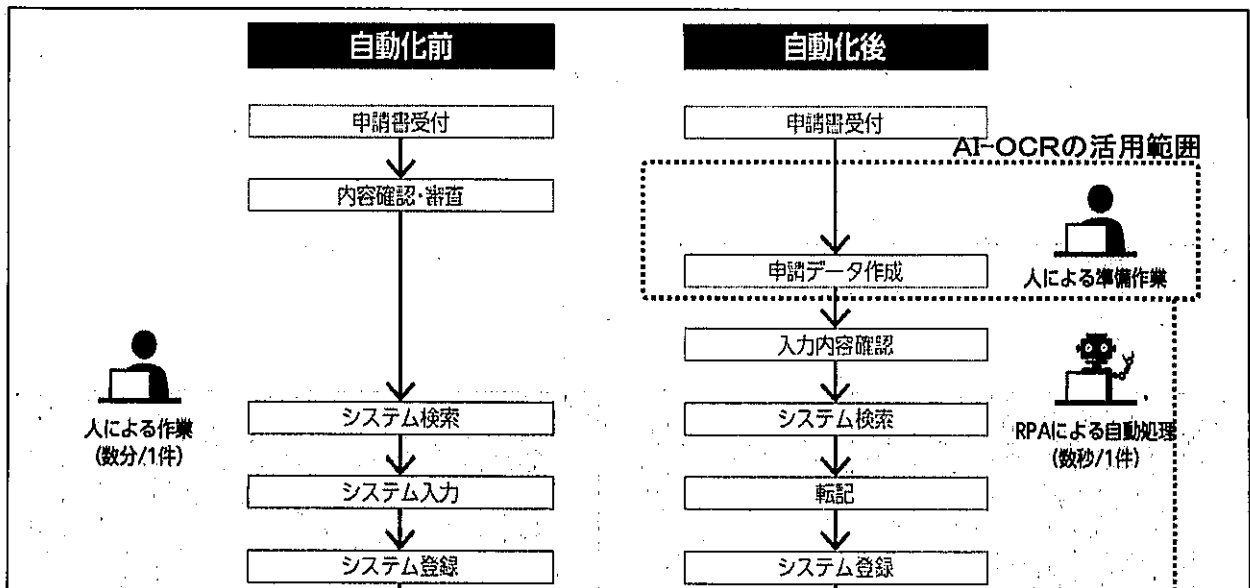 自動化前
申請書受付
内容確認・審査
システム検索
システム入力
システム登録
人による作業
(数分/1件)
自動化後
申請書受付
AI-OCRの活用範囲
申請データ作成
人による準備作業
入力内容確認
システム検索
転記
システム登録
RPAによる自動処理
(数秒/1件)